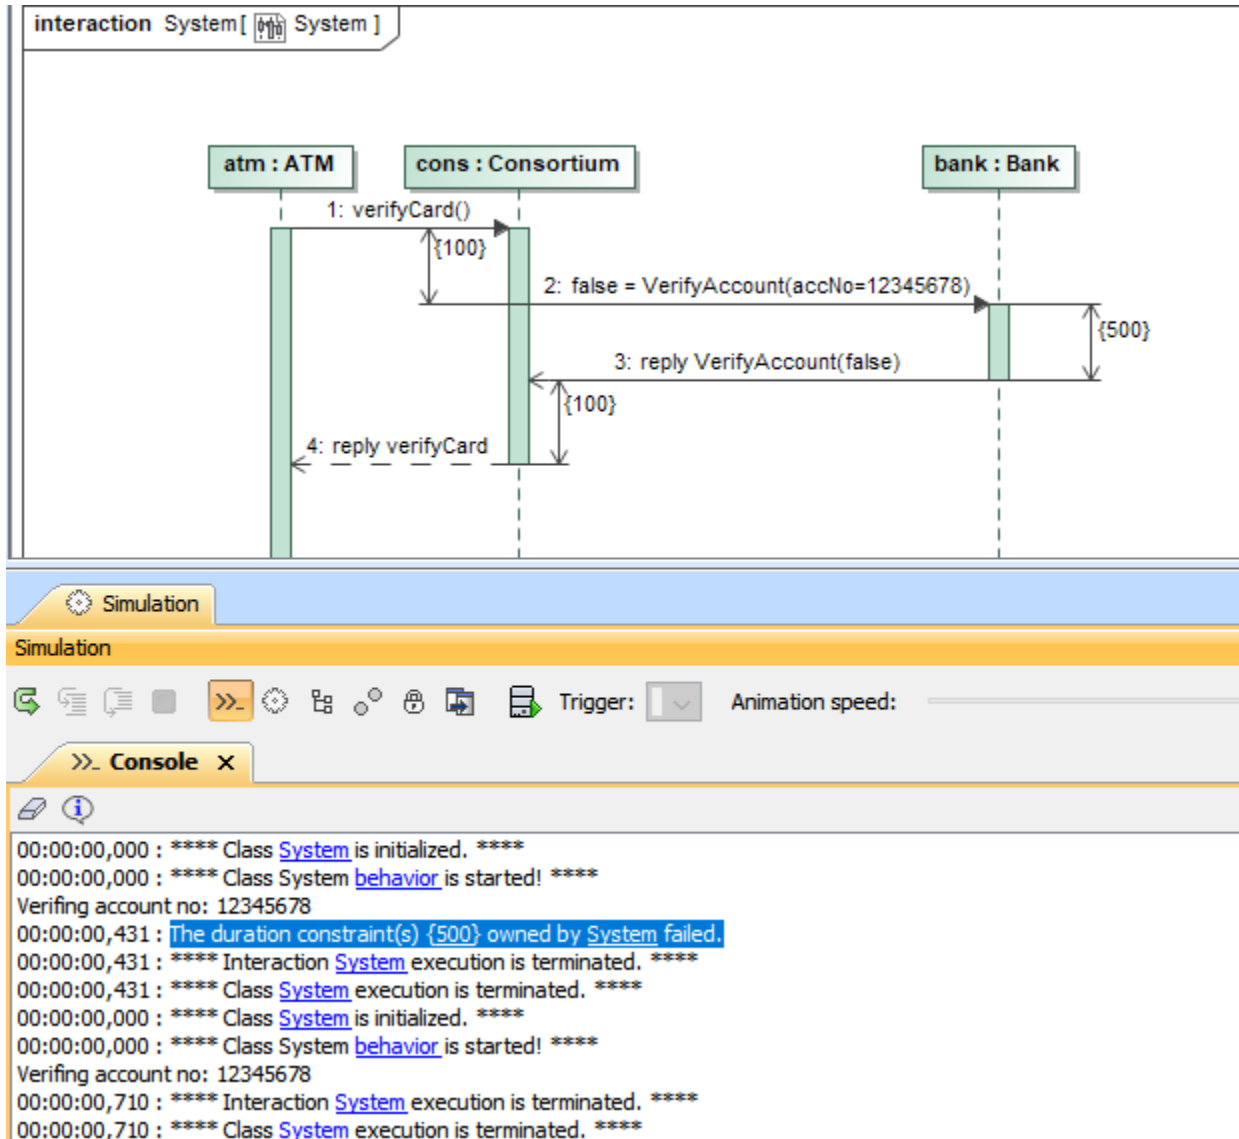 interaction System[ System ]
atm : ATM
cons : Consortium
bank : Bank
1: verifyCard()
{100}
2: false = VerifyAccount(accNo=12345678)
{500}
3: reply VerifyAccount(false)
{100}
4: reply verifyCard
Simulation
Simulation
Trigger:
Animation speed:
Console
00:00:00,000 : **** Class System is initialized. ****
00:00:00,000 : **** Class System behavior is started! ****
Verifing account no: 12345678
00:00:00,431 : The duration constraint(s) {500} owned by System failed.
00:00:00,431 : **** Interaction System execution is terminated. ****
00:00:00,431 : **** Class System execution is terminated. ****
00:00:00,000 : **** Class System is initialized. ****
00:00:00,000 : **** Class System behavior is started! ****
Verifing account no: 12345678
00:00:00,710 : **** Interaction System execution is terminated. ****
00:00:00,710 : **** Class System execution is terminated. ****